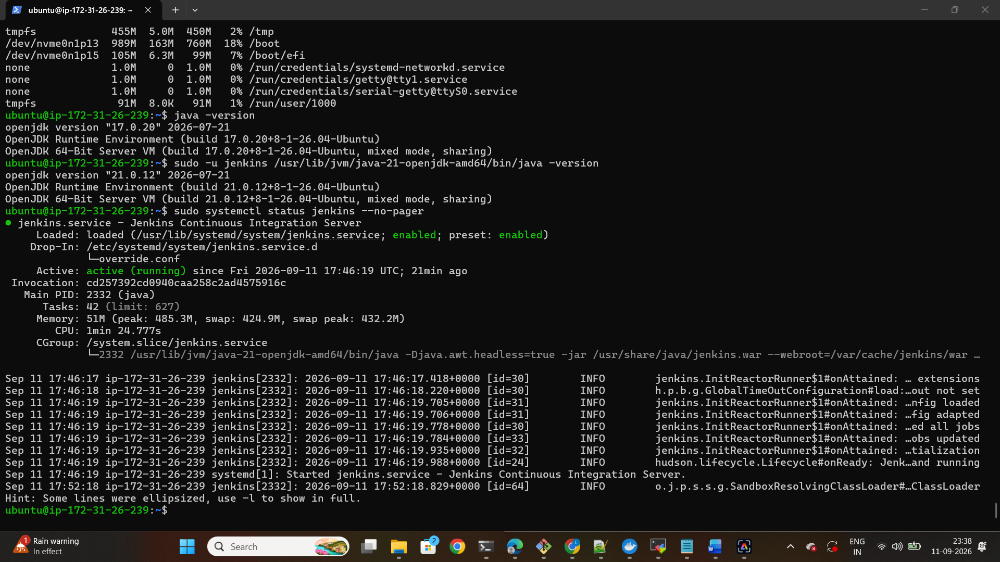 ubuntu@ip-172-31-26-239: ~
tmpfs            455M  5.0M  450M   2% /tmp
/dev/nvme0n1p13  989M  163M  760M  18% /boot
/dev/nvme0n1p15  105M  6.3M   99M   7% /boot/efi
none             1.0M     0  1.0M   0% /run/credentials/systemd-networkd.service
none             1.0M     0  1.0M   0% /run/credentials/getty@tty1.service
none             1.0M     0  1.0M   0% /run/credentials/serial-getty@ttyS0.service
tmpfs             91M  8.0K   91M   1% /run/user/1000
ubuntu@ip-172-31-26-239:~$ java -version
openjdk version "17.0.20" 2026-07-21
OpenJDK Runtime Environment (build 17.0.20+8-1-26.04-Ubuntu)
OpenJDK 64-Bit Server VM (build 17.0.20+8-1-26.04-Ubuntu, mixed mode, sharing)
ubuntu@ip-172-31-26-239:~$ sudo -u jenkins /usr/lib/jvm/java-21-openjdk-amd64/bin/java -version
openjdk version "21.0.12" 2026-07-21
OpenJDK Runtime Environment (build 21.0.12+8-1-26.04-Ubuntu)
OpenJDK 64-Bit Server VM (build 21.0.12+8-1-26.04-Ubuntu, mixed mode, sharing)
ubuntu@ip-172-31-26-239:~$ sudo systemctl status jenkins --no-pager
● jenkins.service - Jenkins Continuous Integration Server
     Loaded: loaded (/usr/lib/systemd/system/jenkins.service; enabled; preset: enabled)
    Drop-In: /etc/systemd/system/jenkins.service.d
             └─override.conf
     Active: active (running) since Fri 2026-09-11 17:46:19 UTC; 21min ago
 Invocation: cd257392cd0940caa258c2ad4575916c
   Main PID: 2332 (java)
      Tasks: 42 (limit: 627)
     Memory: 51M (peak: 485.3M, swap: 424.9M, swap peak: 432.2M)
        CPU: 1min 24.777s
     CGroup: /system.slice/jenkins.service
             └─2332 /usr/lib/jvm/java-21-openjdk-amd64/bin/java -Djava.awt.headless=true -jar /usr/share/java/jenkins.war --webroot=/var/cache/jenkins/war …
Sep 11 17:46:17 ip-172-31-26-239 jenkins[2332]: 2026-09-11 17:46:17.418+0000 [id=30]        INFO        jenkins.InitReactorRunner$1#onAttained: … extensions
Sep 11 17:46:18 ip-172-31-26-239 jenkins[2332]: 2026-09-11 17:46:18.220+0000 [id=30]        INFO        h.p.b.g.GlobalTimeOutConfiguration#load:…out not set
Sep 11 17:46:19 ip-172-31-26-239 jenkins[2332]: 2026-09-11 17:46:19.705+0000 [id=31]        INFO        jenkins.InitReactorRunner$1#onAttained: …nfig loaded
Sep 11 17:46:19 ip-172-31-26-239 jenkins[2332]: 2026-09-11 17:46:19.706+0000 [id=31]        INFO        jenkins.InitReactorRunner$1#onAttained: …fig adapted
Sep 11 17:46:19 ip-172-31-26-239 jenkins[2332]: 2026-09-11 17:46:19.778+0000 [id=30]        INFO        jenkins.InitReactorRunner$1#onAttained: …ed all jobs
Sep 11 17:46:19 ip-172-31-26-239 jenkins[2332]: 2026-09-11 17:46:19.784+0000 [id=33]        INFO        jenkins.InitReactorRunner$1#onAttained: …obs updated
Sep 11 17:46:19 ip-172-31-26-239 jenkins[2332]: 2026-09-11 17:46:19.935+0000 [id=32]        INFO        jenkins.InitReactorRunner$1#onAttained: …tialization
Sep 11 17:46:19 ip-172-31-26-239 jenkins[2332]: 2026-09-11 17:46:19.988+0000 [id=24]        INFO        hudson.lifecycle.Lifecycle#onReady: Jenk…and running
Sep 11 17:46:19 ip-172-31-26-239 systemd[1]: Started jenkins.service - Jenkins Continuous Integration Server.
Sep 11 17:52:18 ip-172-31-26-239 jenkins[2332]: 2026-09-11 17:52:18.829+0000 [id=64]        INFO        o.j.p.s.s.g.SandboxResolvingClassLoader#…ClassLoader
Hint: Some lines were ellipsized, use -l to show in full.
ubuntu@ip-172-31-26-239:~$
1
Rain warning
In effect
Search
2
ENG
IN
23:38
11-09-2026